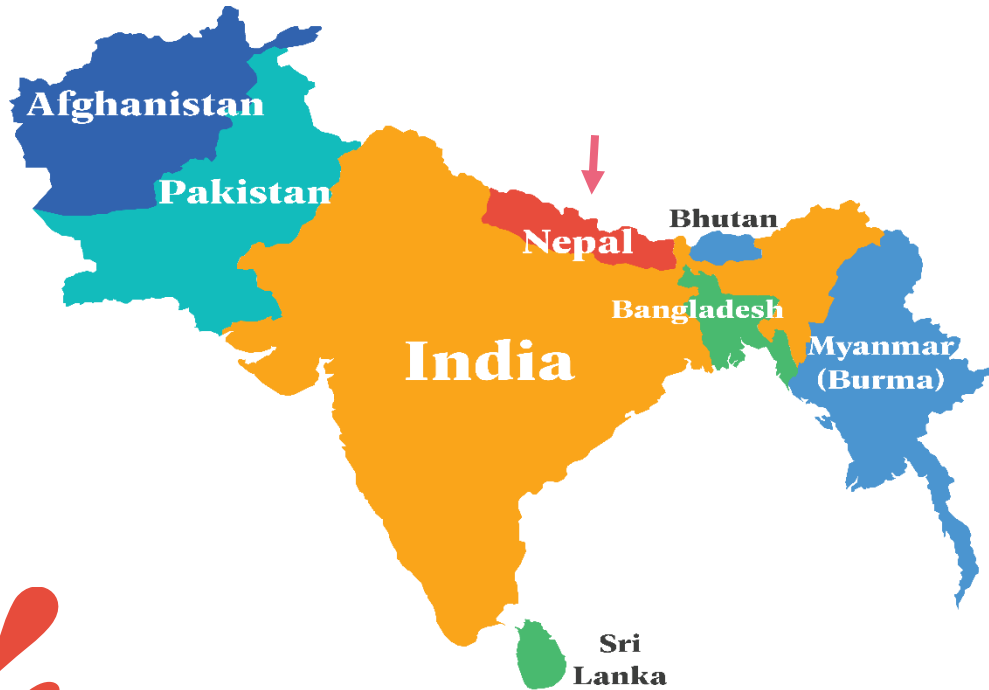 Afghanistan
Pakistan
Nepal
Bhutan
Bangladesh
India
Myanmar
(Burma)
Sri
Lanka